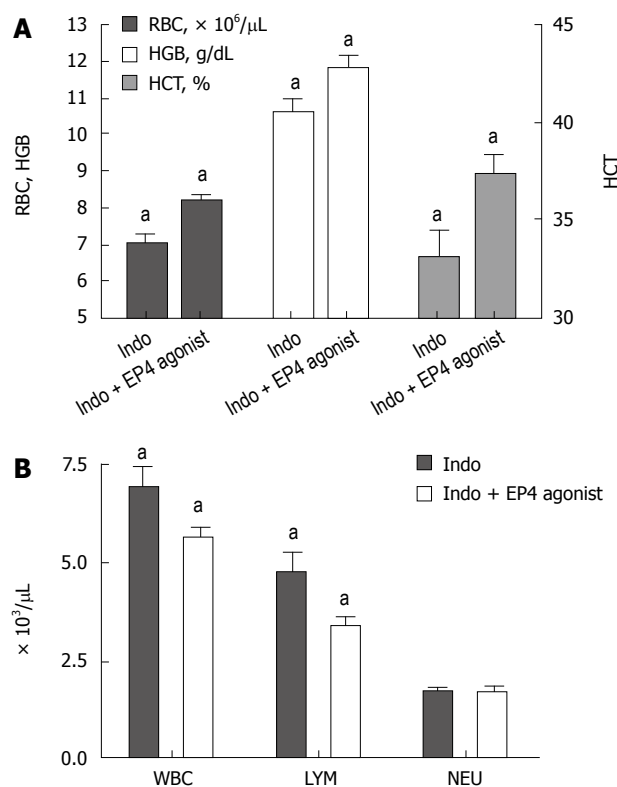 A
RBC, × 10⁶/μL
HGB, g/dL
HCT, %
13
12
11
10
9
8
7
6
5
RBC, HGB
45
40
35
30
HCT
a
a
a
a
a
a
Indo
Indo + EP4 agonist
Indo
Indo + EP4 agonist
Indo
Indo + EP4 agonist
B
Indo
Indo + EP4 agonist
7.5
5.0
2.5
0.0
× 10³/μL
a
a
a
a
WBC
LYM
NEU